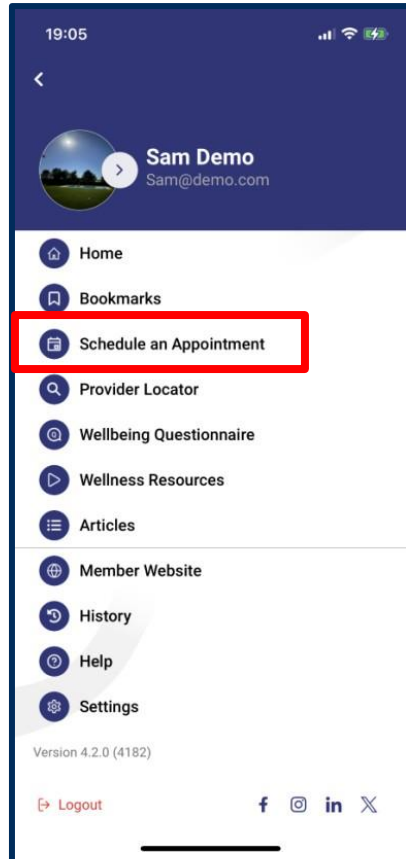 19:05
Sam Demo
Sam@demo.com
Home
Bookmarks
Schedule an Appointment
Provider Locator
Wellbeing Questionnaire
Wellness Resources
Articles
Member Website
History
Help
Settings
Version 4.2.0 (4182)
Logout